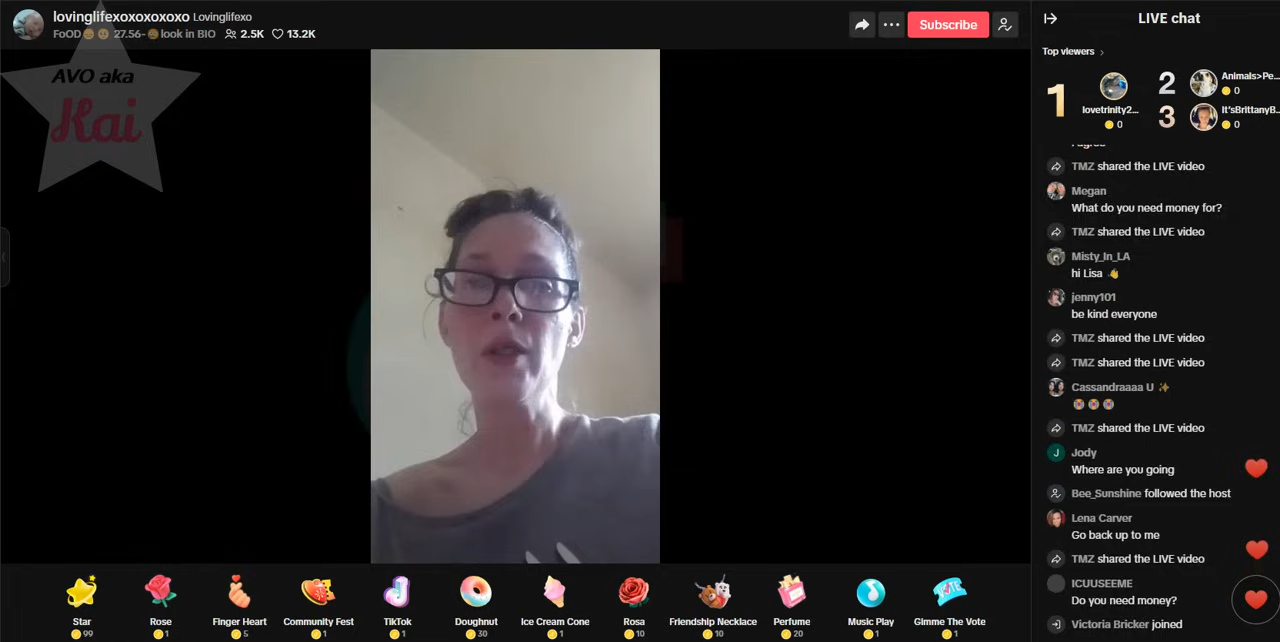 lovinglifexoxoxoxoxo Lovinglifexo
FoOD 27.56- look in BIO 2.5K 13.2K
Subscribe
AVO aka
Kai
LIVE chat
Top viewers
1
lovetrinity2...
0
2
Animals>Pe...
0
3
It'sBrittanyB...
0
TMZ shared the LIVE video
Megan
What do you need money for?
TMZ shared the LIVE video
Misty_In_LA
hi Lisa 👋
jenny101
be kind everyone
TMZ shared the LIVE video
TMZ shared the LIVE video
Cassandraaaa U ✨
TMZ shared the LIVE video
J
Jody
Where are you going
Bee_Sunshine followed the host
Lena Carver
Go back up to me
TMZ shared the LIVE video
ICUUSEEME
Do you need money?
Victoria Bricker joined
Star
99
Rose
1
Finger Heart
5
Community Fest
1
TikTok
1
Doughnut
30
Ice Cream Cone
1
Rosa
10
Friendship Necklace
10
Perfume
20
Music Play
1
VOTE
Gimme The Vote
1